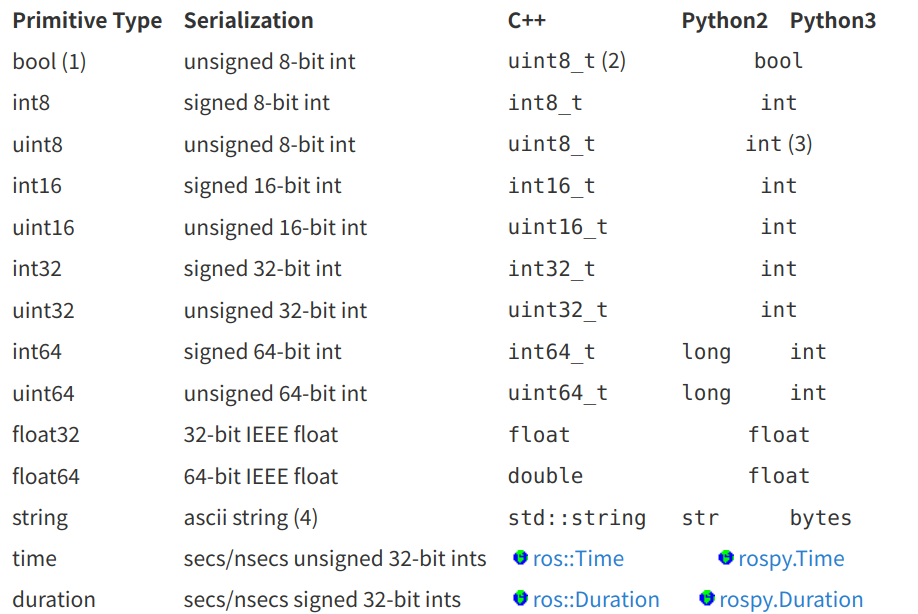 Primitive Type Serialization C++ Python2 Python3
bool (1) unsigned 8-bit int uint8_t (2) bool
int8 signed 8-bit int int8_t int
uint8 unsigned 8-bit int uint8_t int (3)
int16 signed 16-bit int int16_t int
uint16 unsigned 16-bit int uint16_t int
int32 signed 32-bit int int32_t int
uint32 unsigned 32-bit int uint32_t int
int64 signed 64-bit int int64_t long int
uint64 unsigned 64-bit int uint64_t long int
float32 32-bit IEEE float float float
float64 64-bit IEEE float double float
string ascii string (4) std::string str bytes
time secs/nsecs unsigned 32-bit ints ros::Time rospy.Time
duration secs/nsecs signed 32-bit ints ros::Duration rospy.Duration